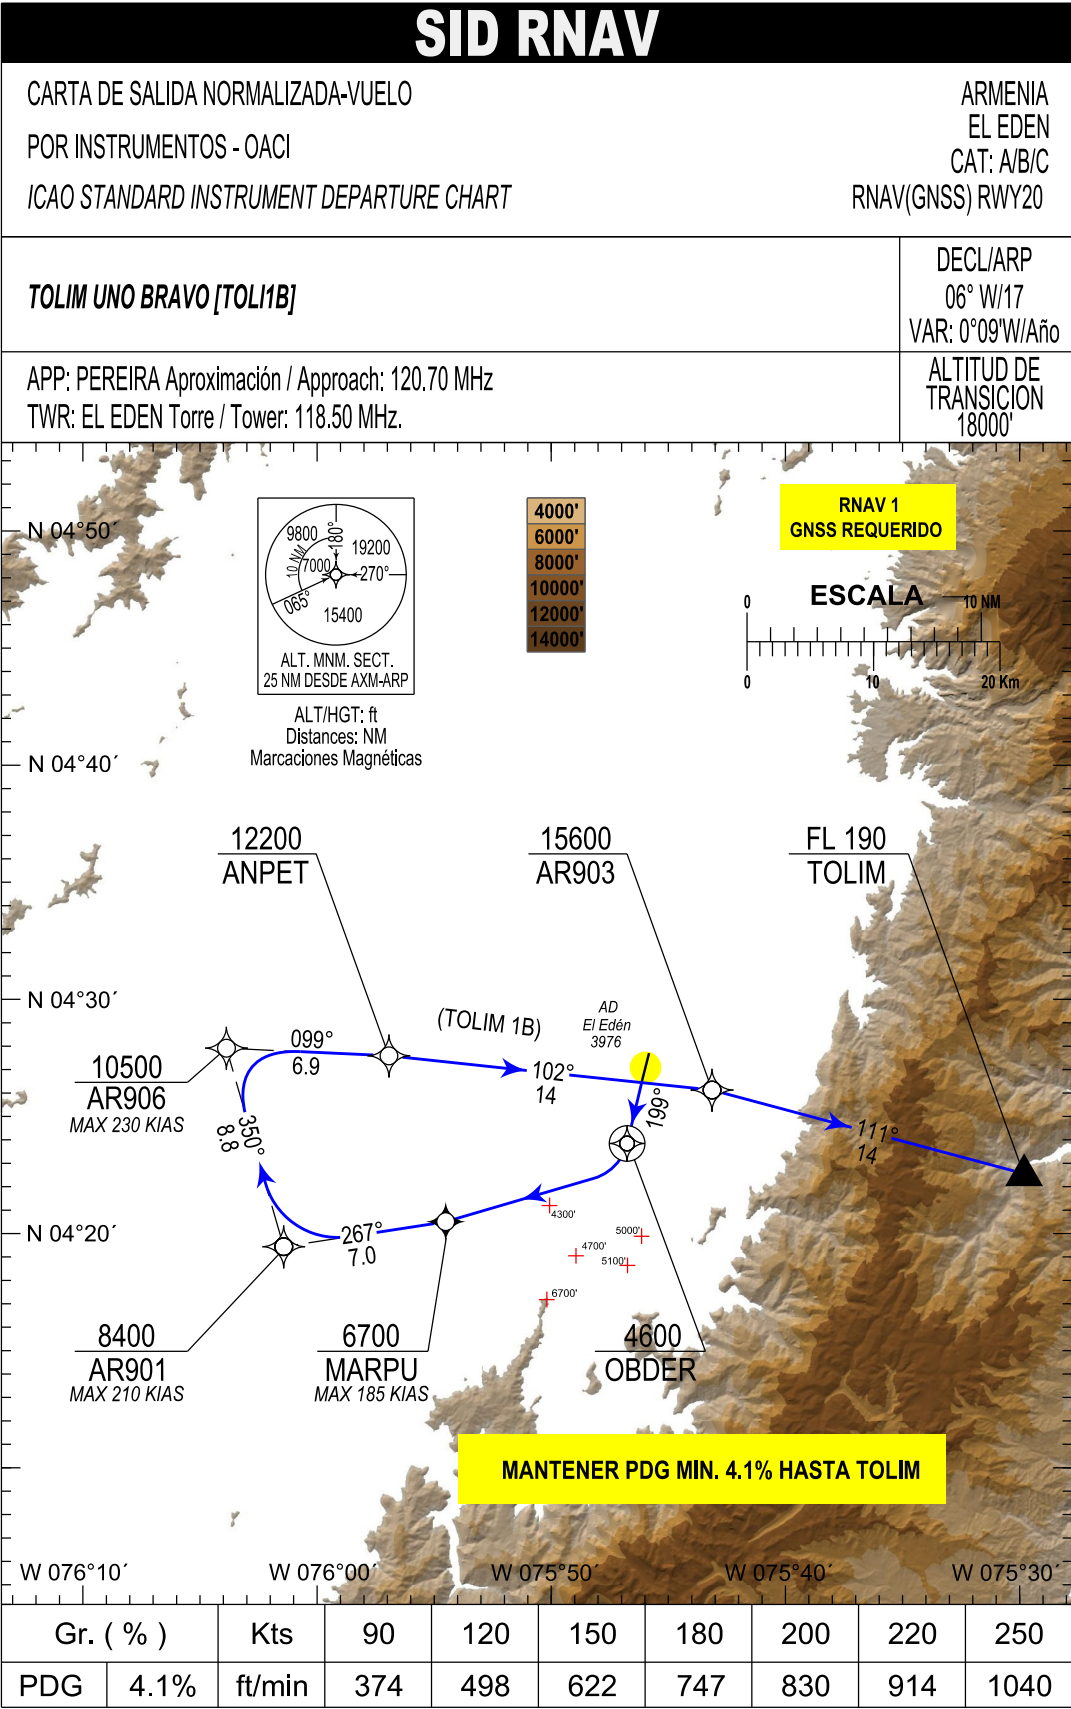 SID RNAV
CARTA DE SALIDA NORMALIZADA-VUELO
POR INSTRUMENTOS - OACI
ICAO STANDARD INSTRUMENT DEPARTURE CHART
ARMENIA
EL EDEN
CAT: A/B/C
RNAV(GNSS) RWY20
TOLIM UNO BRAVO [TOLI1B]
DECL/ARP
06° W/17
VAR: 0°09'W/Año
APP: PEREIRA Aproximación / Approach: 120.70 MHz
TWR: EL EDEN Torre / Tower: 118.50 MHz.
ALTITUD DE
TRANSICION
18000'
N 04°50´
9800
180°
19200
10 NM
7000
270°
065°
15400
ALT. MNM. SECT.
25 NM DESDE AXM-ARP
ALT/HGT: ft
Distances: NM
Marcaciones Magnéticas
4000'
6000'
8000'
10000'
12000'
14000'
RNAV 1
GNSS REQUERIDO
ESCALA
0
10 NM
0
10
20 Km
N 04°40´
12200
ANPET
15600
AR903
FL 190
TOLIM
N 04°30´
(TOLIM 1B)
AD
El Edén
3976
099°
6.9
10500
AR906
MAX 230 KIAS
102°
14
199°
350°
8.8
111°
14
N 04°20´
267°
7.0
4300'
5000'
4700'
5100'
6700'
8400
AR901
MAX 210 KIAS
6700
MARPU
MAX 185 KIAS
4600
OBDER
MANTENER PDG MIN. 4.1% HASTA TOLIM
W 076°10´
W 076°00´
W 075°50´
W 075°40´
W 075°30´
Gr. ( % ) Kts 90 120 150 180 200 220 250
PDG 4.1% ft/min 374 498 622 747 830 914 1040